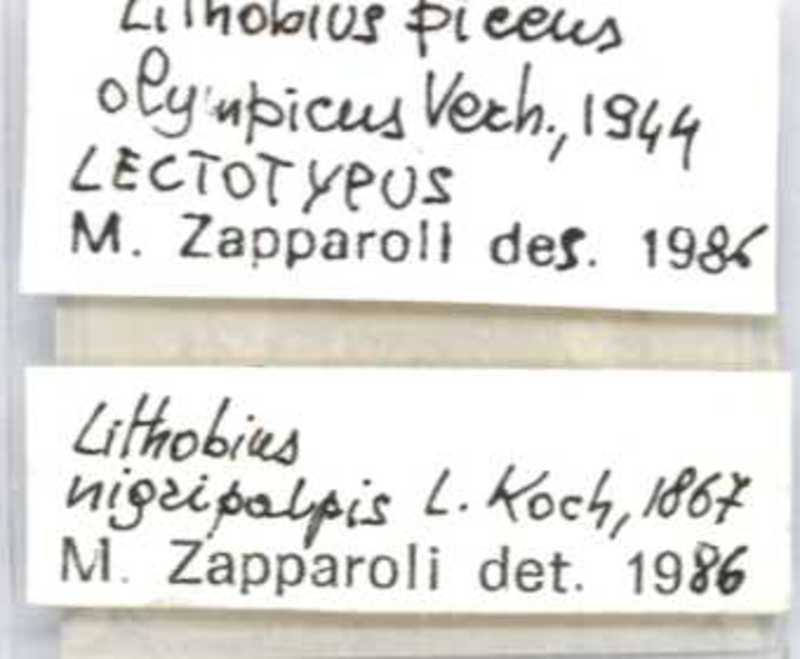 Lithobius piceus
olympicus Verh., 1944
LECTOTYPUS
M. Zapparoli des. 1986
Lithobius
nigripalpis L. Koch, 1867
M. Zapparoli det. 1986